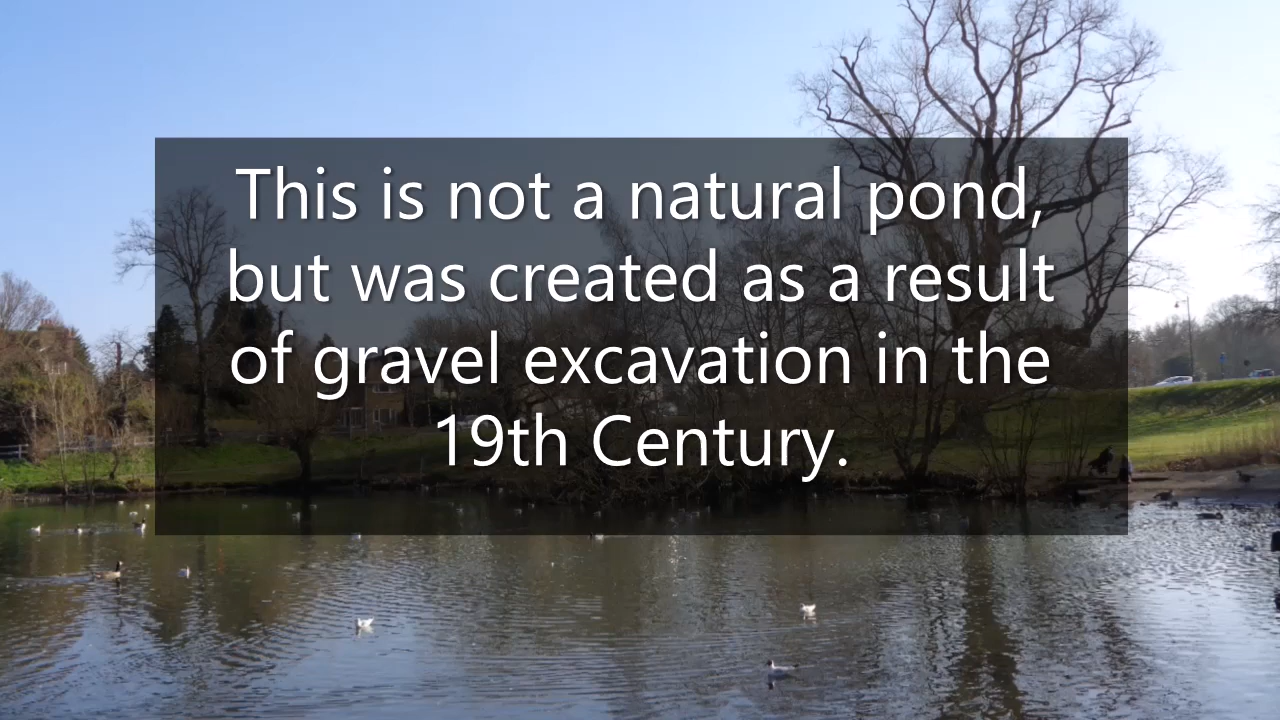 This is not a natural pond,
but was created as a result
of gravel excavation in the
19th Century.